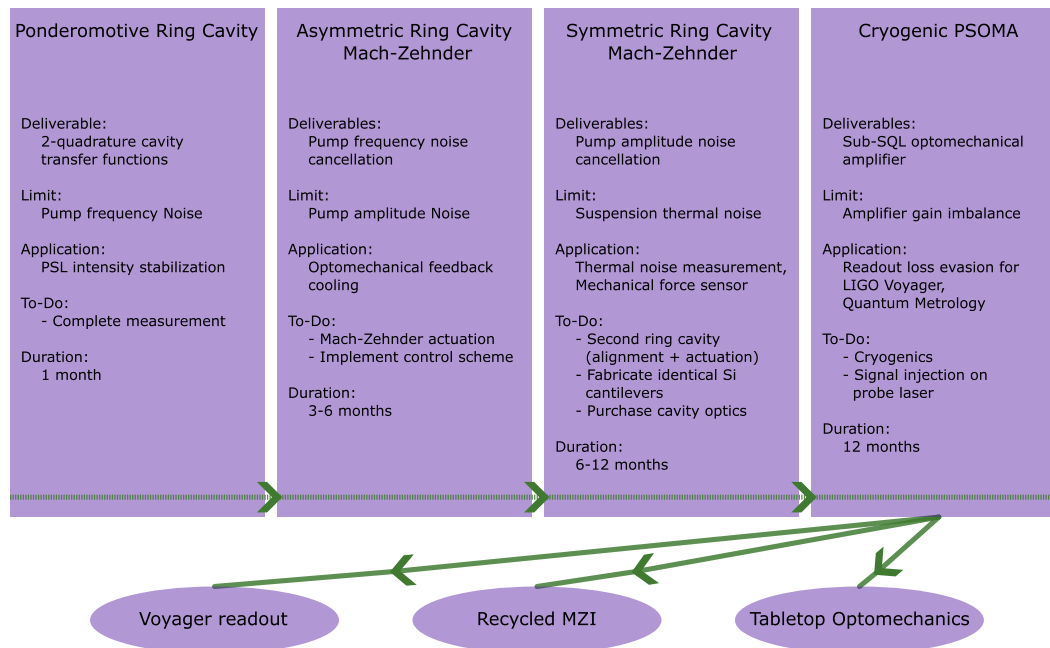 Ponderomotive Ring Cavity
Deliverable:
2-quadrature cavity
transfer functions
Limit:
Pump frequency Noise
Application:
PSL intensity stabilization
To-Do:
- Complete measurement
Duration:
1 month
Asymmetric Ring Cavity
Mach-Zehnder
Deliverables:
Pump frequency noise
cancellation
Limit:
Pump amplitude Noise
Application:
Optomechanical feedback
cooling
To-Do:
- Mach-Zehnder actuation
- Implement control scheme
Duration:
3-6 months
Symmetric Ring Cavity
Mach-Zehnder
Deliverables:
Pump amplitude noise
cancellation
Limit:
Suspension thermal noise
Application:
Thermal noise measurement,
Mechanical force sensor
To-Do:
- Second ring cavity
(alignment + actuation)
- Fabricate identical Si
cantilevers
- Purchase cavity optics
Duration:
6-12 months
Cryogenic PSOMA
Deliverables:
Sub-SQL optomechanical
amplifier
Limit:
Amplifier gain imbalance
Application:
Readout loss evasion for
LIGO Voyager,
Quantum Metrology
To-Do:
- Cryogenics
- Signal injection on
probe laser
Duration:
12 months
Voyager readout
Recycled MZI
Tabletop Optomechanics